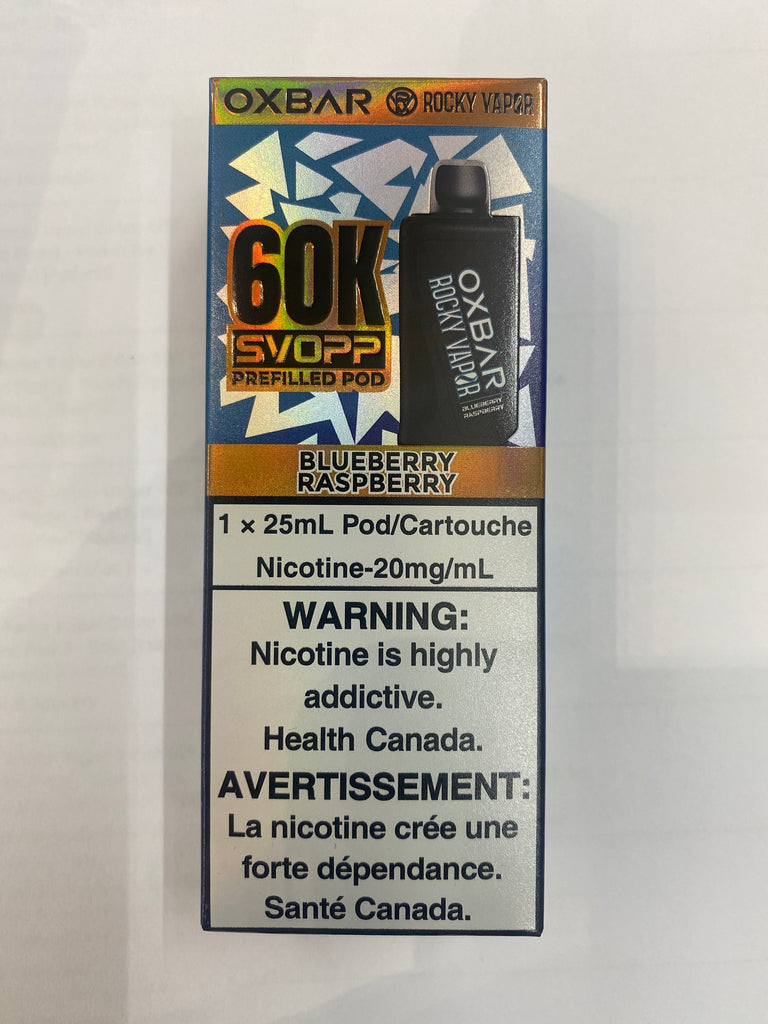 OXBAR ROCKY VAPOR
60K
SVOPP
PREFILLED POD
OXBAR
ROCKY VAPOR
BLUEBERRY
RASPBERRY
BLUEBERRY
RASPBERRY
1 × 25mL Pod/Cartouche
Nicotine-20mg/mL
WARNING:
Nicotine is highly
addictive.
Health Canada.
AVERTISSEMENT:
La nicotine crée une
forte dépendance.
Santé Canada.